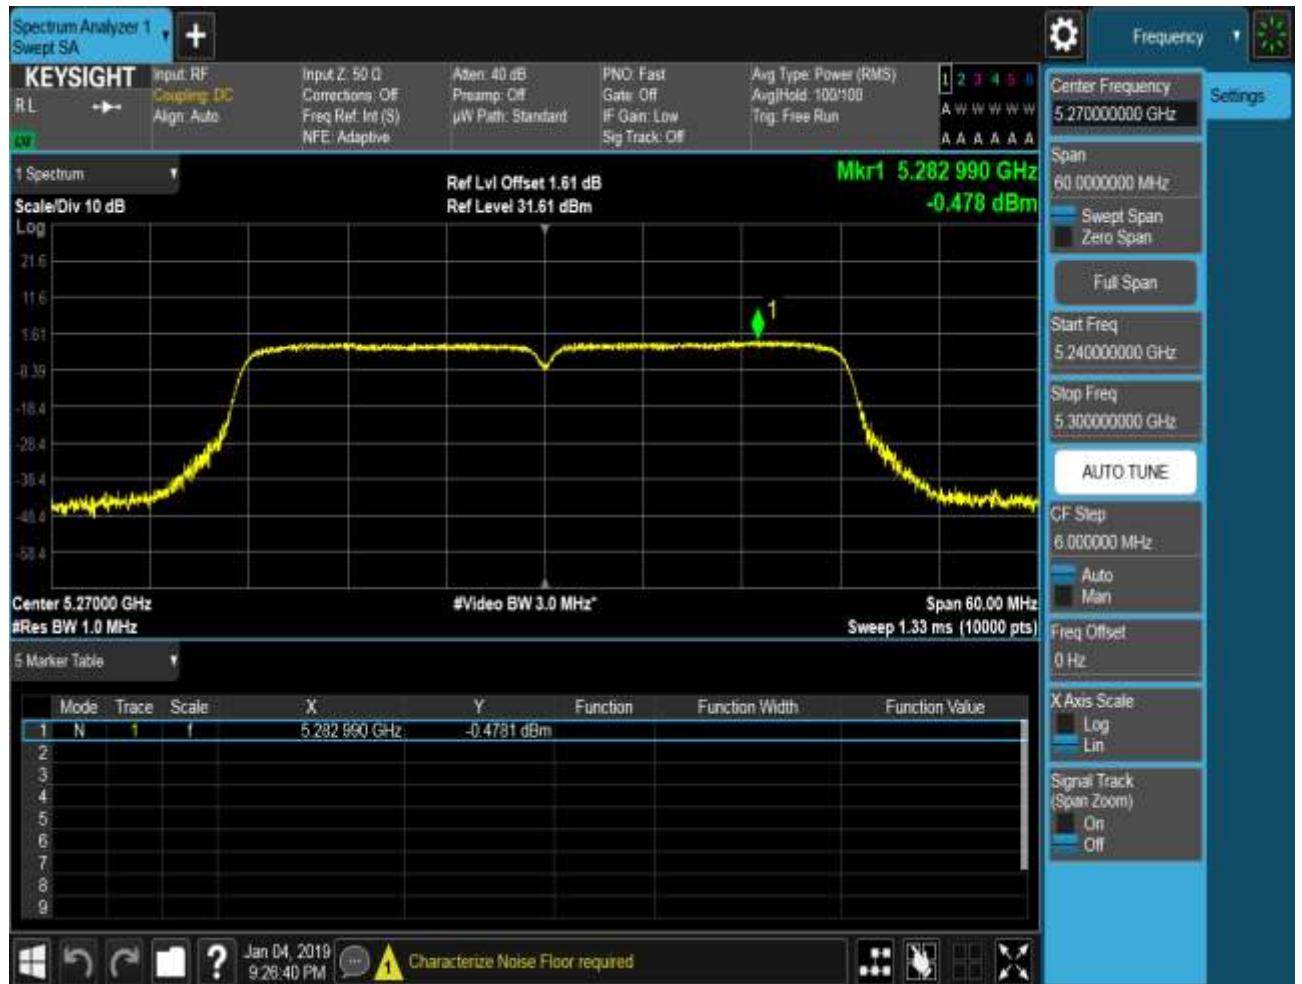 Spectrum Analyzer 1
Swept SA
Frequency
KEYSIGHT
R L
Input: RF
Coupling: DC
Align: Auto
Input Z: 50 Ω
Corrections: Off
Freq Ref: Int (S)
NFE: Adaptive
Atten: 40 dB
Preamp: Off
µW Path: Standard
PNO: Fast
Gate: Off
IF Gain: Low
Sig Track: Off
Avg Type: Power (RMS)
Avg|Hold: 100/100
Trig: Free Run
1 2 3 4 5 6
A W W W W W
A A A A A A
1 Spectrum
Scale/Div 10 dB
Log
Ref Lvl Offset 1.61 dB
Ref Level 31.61 dBm
Mkr1 5.282 990 GHz
-0.478 dBm
21.6
11.6
1.61
-8.39
-18.4
-28.4
-38.4
-48.4
-58.4
1
Center 5.27000 GHz
#Res BW 1.0 MHz
#Video BW 3.0 MHz*
Span 60.00 MHz
Sweep 1.33 ms (10000 pts)
5 Marker Table
Mode Trace Scale X Y Function Function Width Function Value
1 N 1 f 5.282 990 GHz -0.4781 dBm
2
3
4
5
6
7
8
9
Jan 04, 2019
9:26:40 PM
Characterize Noise Floor required
Center Frequency
5.270000000 GHz
Settings
Span
60.0000000 MHz
Swept Span
Zero Span
Full Span
Start Freq
5.240000000 GHz
Stop Freq
5.300000000 GHz
AUTO TUNE
CF Step
6.000000 MHz
Auto
Man
Freq Offset
0 Hz
X Axis Scale
Log
Lin
Signal Track
(Span Zoom)
On
Off